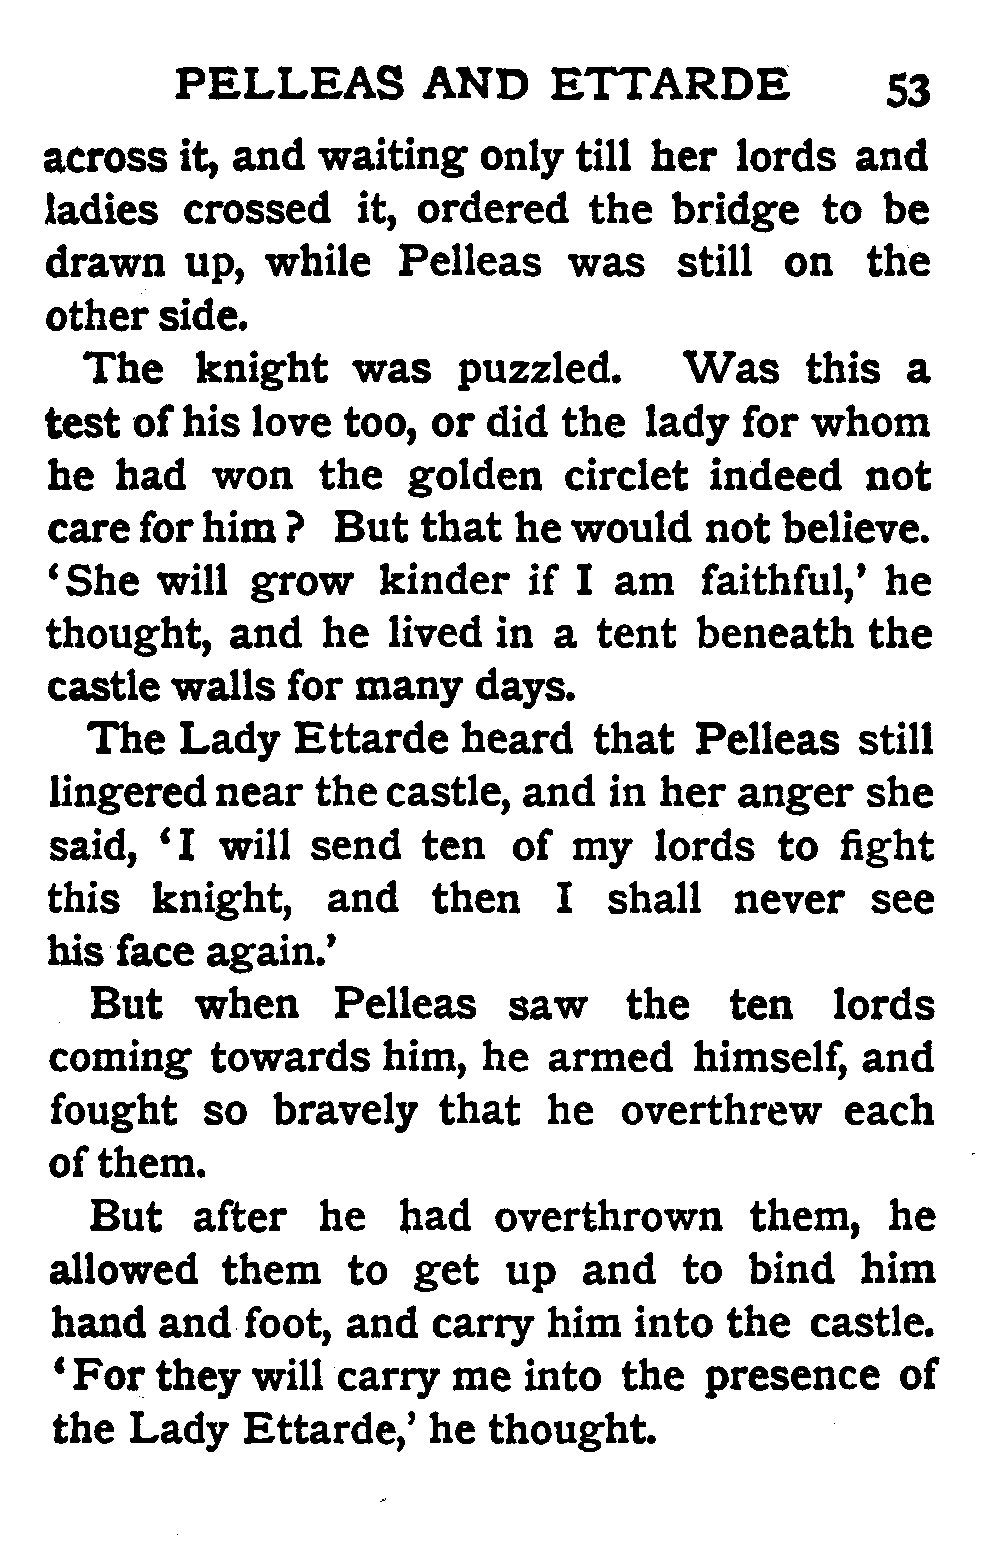 PELLEAS AND ETTARDE 53
across it, and waiting only till her lords and
ladies crossed it, ordered the bridge to be
drawn up, while Pelleas was still on the
other side.
The knight was puzzled. Was this a
test of his love too, or did the lady for whom
he had won the golden circlet indeed not
care for him ? But that he would not believe.
‘She will grow kinder if I am faithful,’ he
thought, and he lived in a tent beneath the
castle walls for many days.
The Lady Ettarde heard that Pelleas still
lingered near the castle, and in her anger she
said, ‘I will send ten of my lords to fight
this knight, and then I shall never see
his face again.’
But when Pelleas saw the ten lords
coming towards him, he armed himself, and
fought so bravely that he overthrew each
of them.
But after he had overthrown them, he
allowed them to get up and to bind him
hand and foot, and carry him into the castle.
‘For they will carry me into the presence of
the Lady Ettarde,’ he thought.